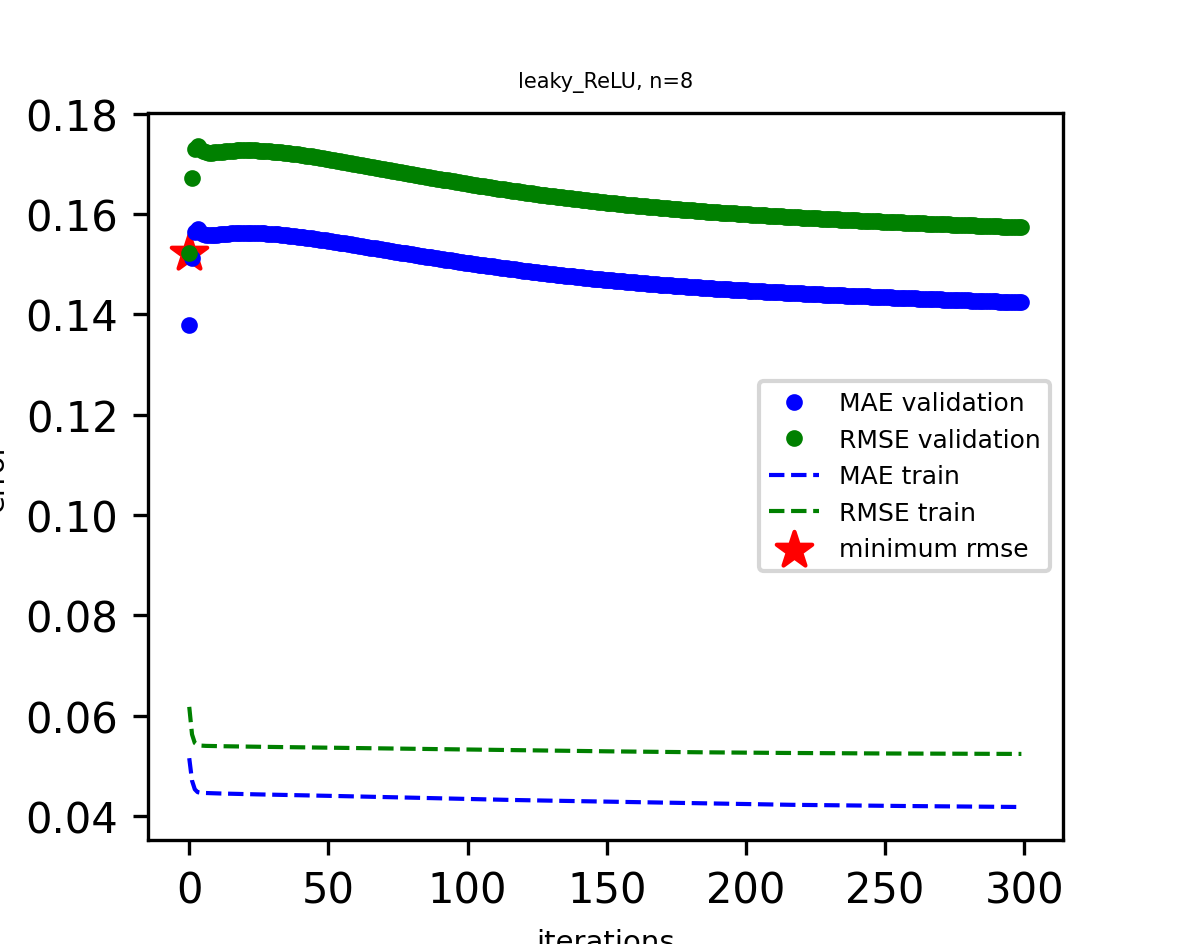 leaky_ReLU, n=8
0.18
0.16
0.14
0.12
0.10
0.08
0.06
0.04
MAE validation
RMSE validation
MAE train
RMSE train
minimum rmse
0 50 100 150 200 250 300
iterations